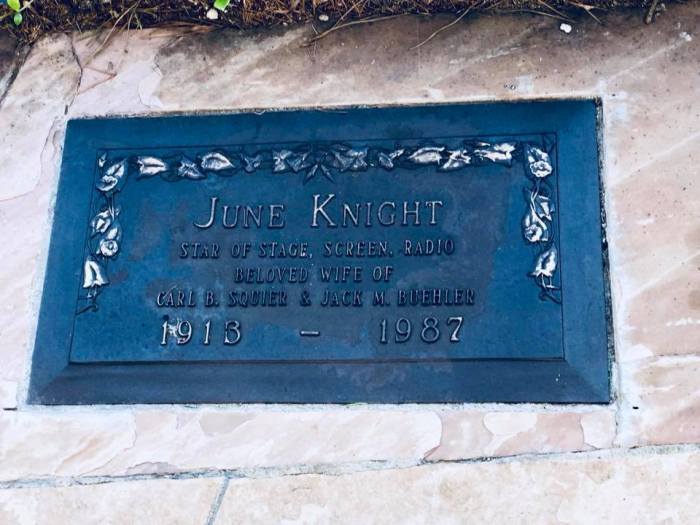 JUNE KNIGHT
STAR OF STAGE, SCREEN, RADIO
BELOVED WIFE OF
CARL B. SQUIER & JACK M. BUEHLER
1913 – 1987